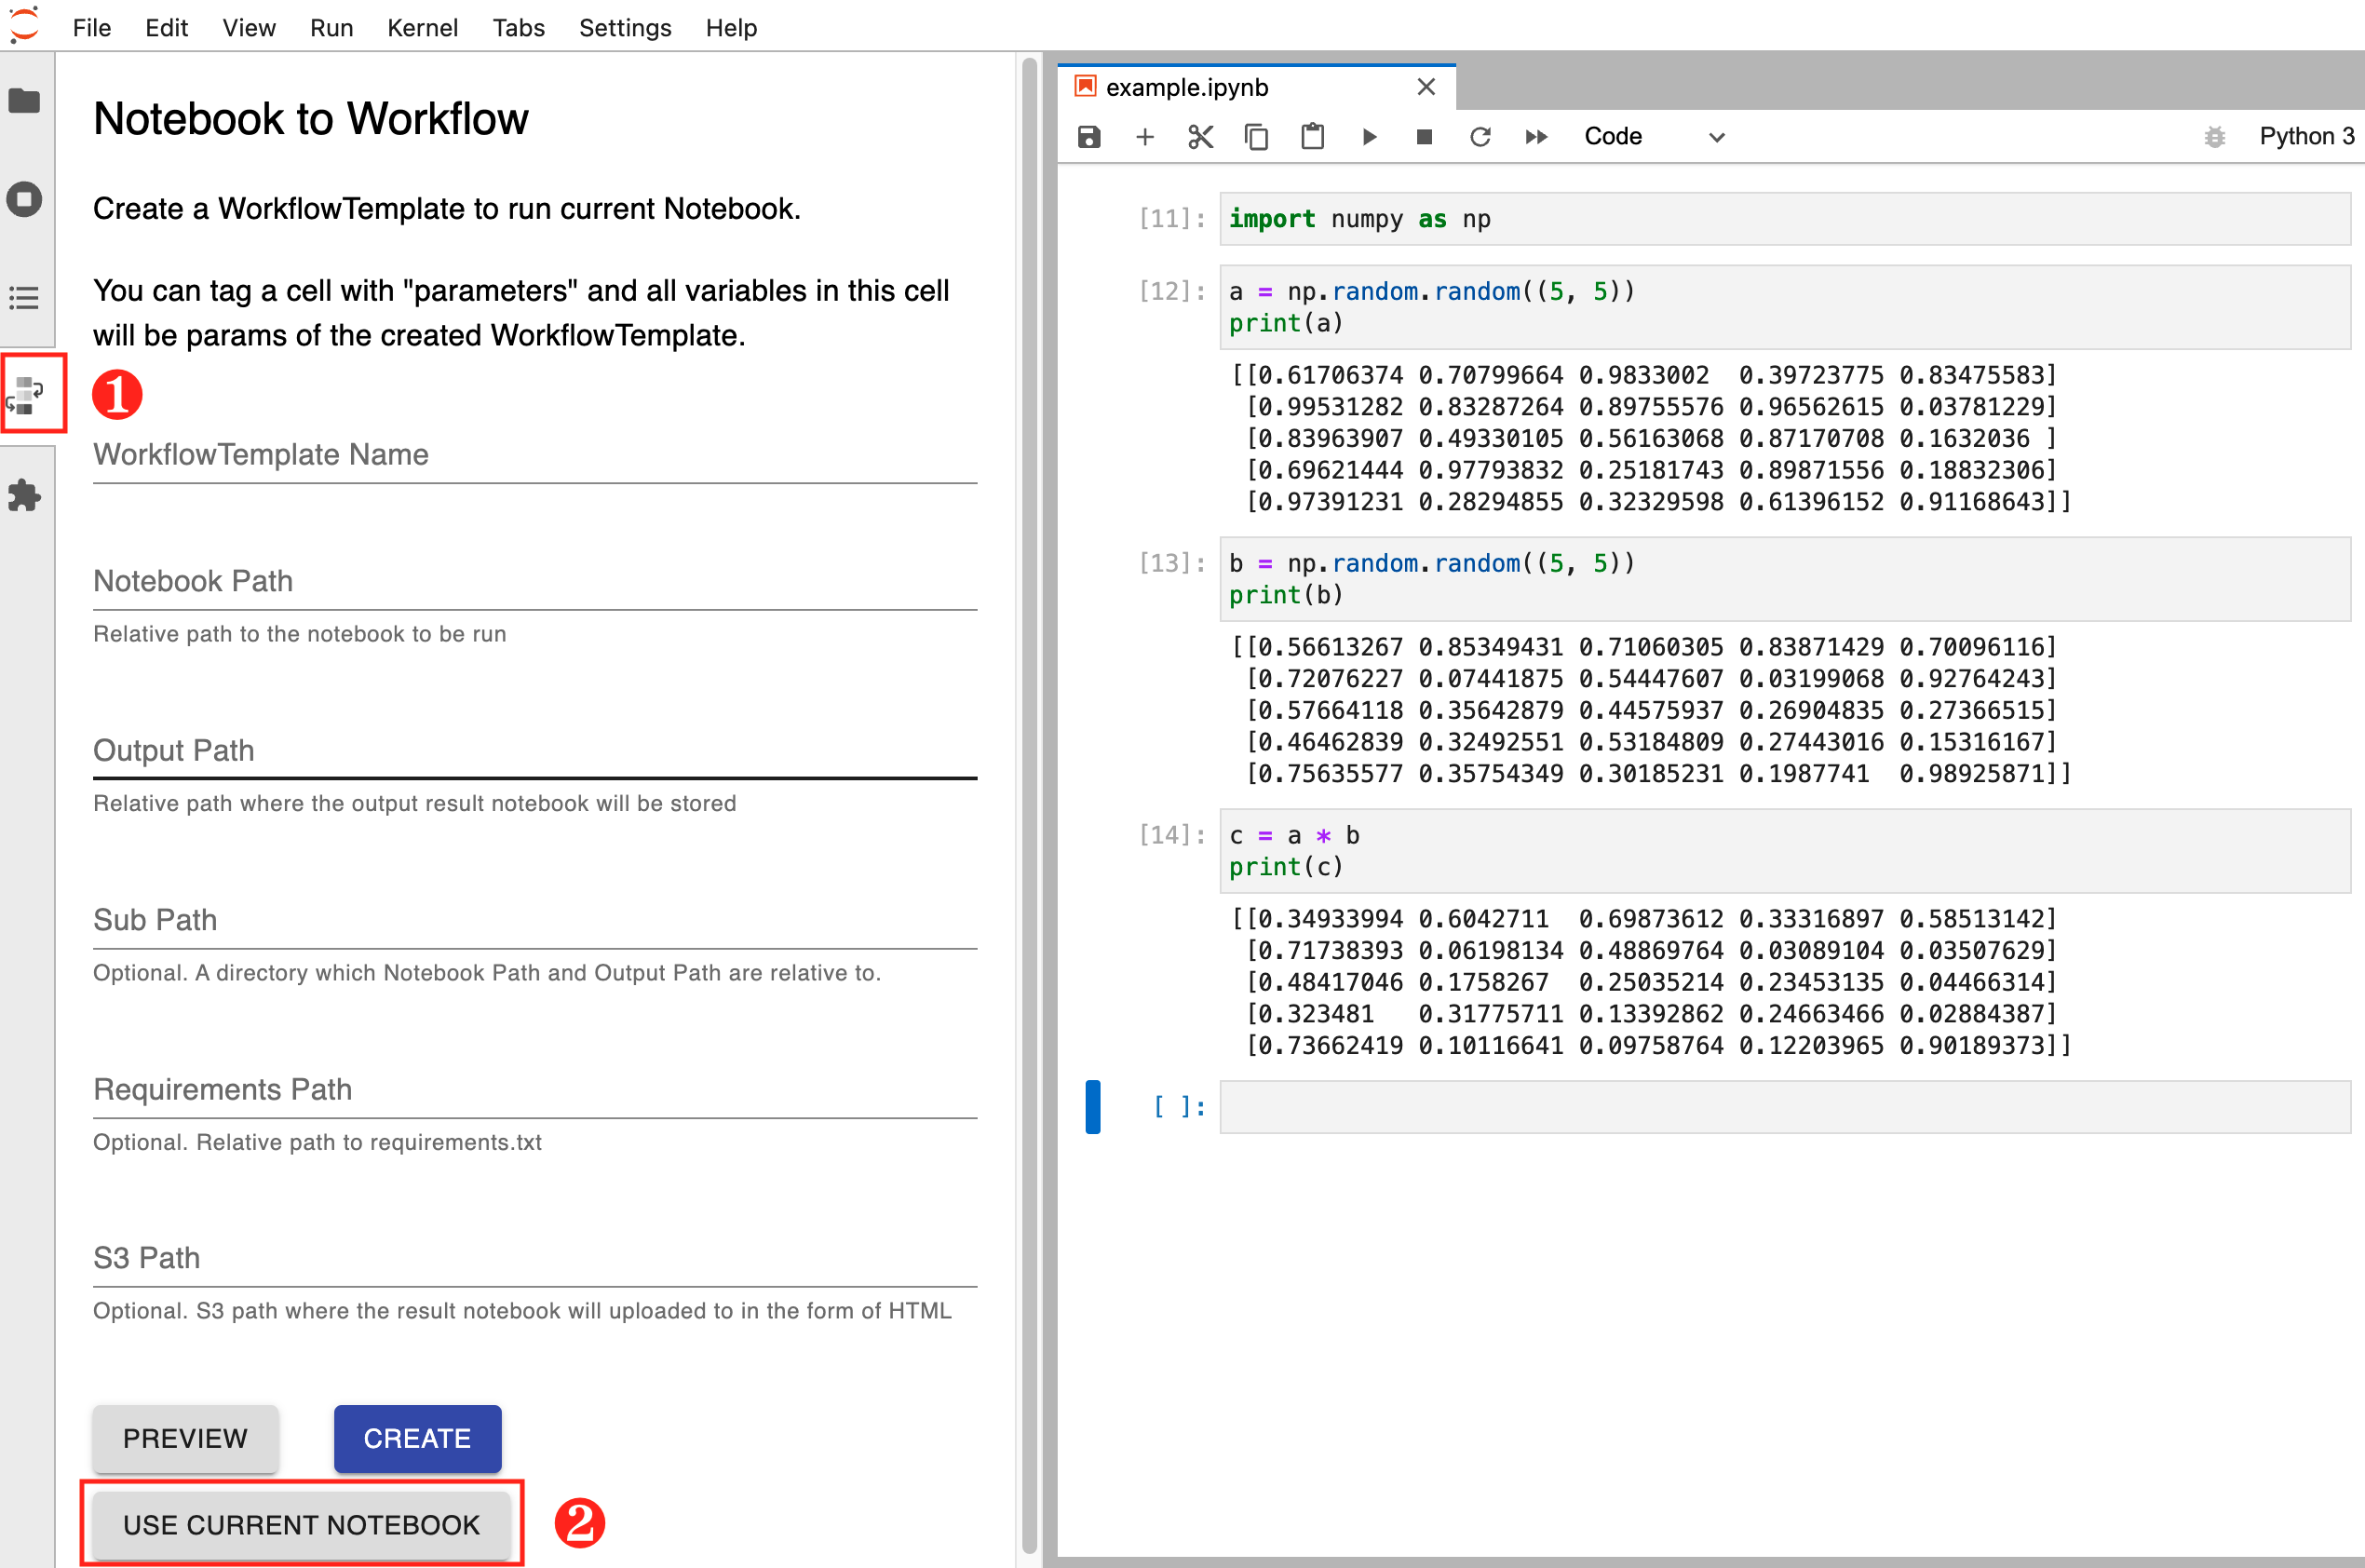 File Edit View Run Kernel Tabs Settings Help
Notebook to Workflow
Create a WorkflowTemplate to run current Notebook.
You can tag a cell with "parameters" and all variables in this cell
will be params of the created WorkflowTemplate.
1
WorkflowTemplate Name
Notebook Path
Relative path to the notebook to be run
Output Path
Relative path where the output result notebook will be stored
Sub Path
Optional. A directory which Notebook Path and Output Path are relative to.
Requirements Path
Optional. Relative path to requirements.txt
S3 Path
Optional. S3 path where the result notebook will uploaded to in the form of HTML
PREVIEW CREATE
USE CURRENT NOTEBOOK 2
example.ipynb
Code Python 3
[11]: import numpy as np
[12]: a = np.random.random((5, 5))
print(a)
[[0.61706374 0.70799664 0.9833002  0.39723775 0.83475583]
[0.99531282 0.83287264 0.89755576 0.96562615 0.03781229]
[0.83963907 0.49330105 0.56163068 0.87170708 0.1632036 ]
[0.69621444 0.97793832 0.25181743 0.89871556 0.18832306]
[0.97391231 0.28294855 0.32329598 0.61396152 0.91168643]]
[13]: b = np.random.random((5, 5))
print(b)
[[0.56613267 0.85349431 0.71060305 0.83871429 0.70096116]
[0.72076227 0.07441875 0.54447607 0.03199068 0.92764243]
[0.57664118 0.35642879 0.44575937 0.26904835 0.27366515]
[0.46462839 0.32492551 0.53184809 0.27443016 0.15316167]
[0.75635577 0.35754349 0.30185231 0.1987741  0.98925871]]
[14]: c = a * b
print(c)
[[0.34933994 0.6042711  0.69873612 0.33316897 0.58513142]
[0.71738393 0.06198134 0.48869764 0.03089104 0.03507629]
[0.48417046 0.1758267  0.25035214 0.23453135 0.04466314]
[0.323481   0.31775711 0.13392862 0.24663466 0.02884387]
[0.73662419 0.10116641 0.09758764 0.12203965 0.90189373]]
[ ]: